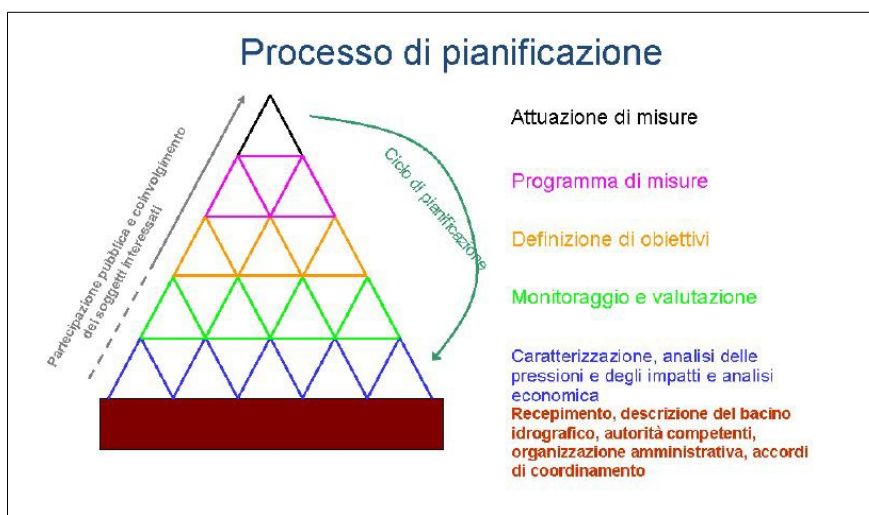 Processo di pianificazione
Partecipazione pubblica e coinvolgimento
dei soggetti interessati
Ciclo di pianificazione
Attuazione di misure
Programma di misure
Definizione di obiettivi
Monitoraggio e valutazione
Caratterizzazione, analisi delle
pressioni e degli impatti e analisi
economica
Recepimento, descrizione del bacino
idrografico, autorità competenti,
organizzazione amministrativa, accordi
di coordinamento